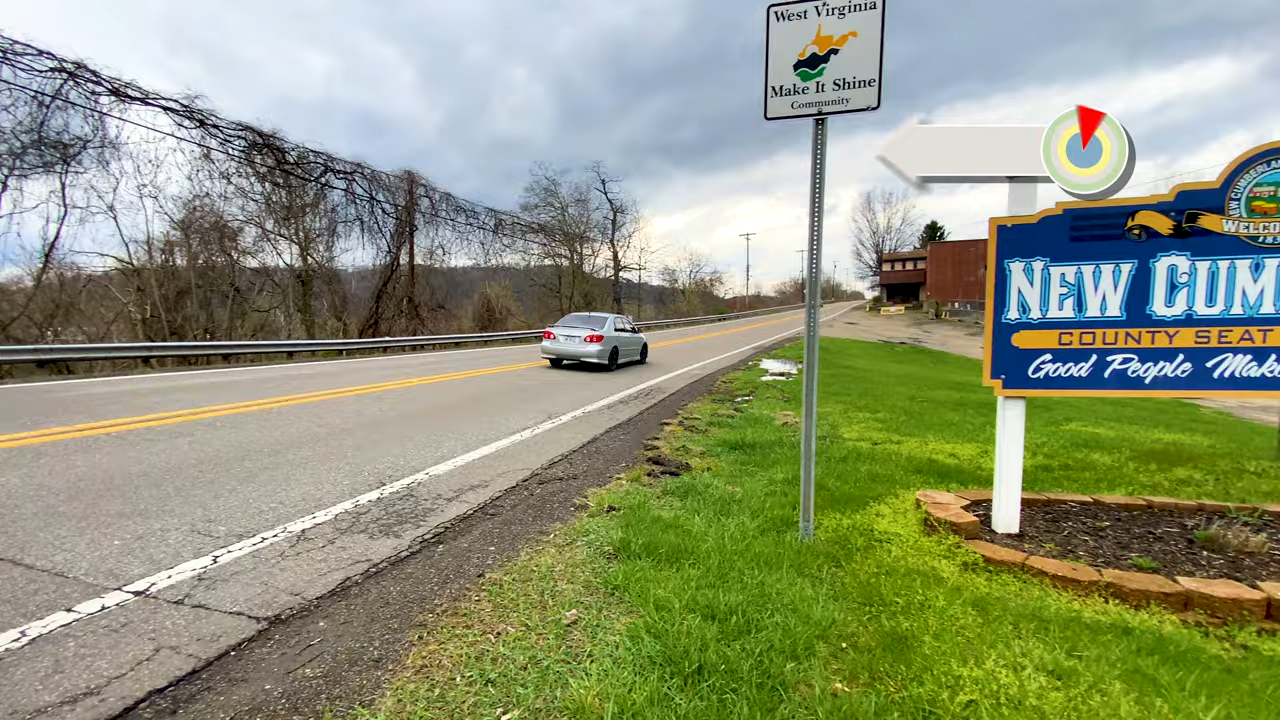 West Virginia
Make It Shine
Community
NEW CUM
COUNTY SEAT
Good People Make